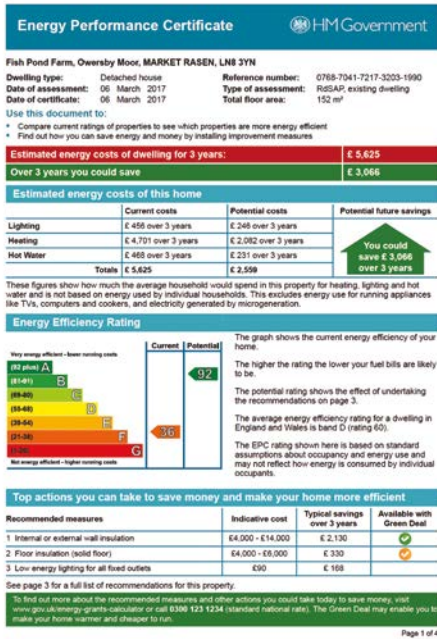 Energy Performance Certificate
HM Government
Fish Pond Farm, Owersby Moor, MARKET RASEN, LN8 3YN
Dwelling type: Detached house
Date of assessment: 06 March 2017
Date of certificate: 06 March 2017
Reference number: 0768-7041-7217-3203-1990
Type of assessment: RdSAP, existing dwelling
Total floor area: 152 m²
Use this document to:
• Compare current ratings of properties to see which properties are more energy efficient
• Find out how you can save energy and money by installing improvement measures
Estimated energy costs of dwelling for 3 years: £ 5,625
Over 3 years you could save £ 3,066
Estimated energy costs of this home
Current costs Potential costs Potential future savings
Lighting £ 456 over 3 years £ 246 over 3 years
Heating £ 4,701 over 3 years £ 2,082 over 3 years
Hot Water £ 468 over 3 years £ 231 over 3 years
Totals £ 5,625 £ 2,559
You could
save £ 3,066
over 3 years
These figures show how much the average household would spend in this property for heating, lighting and hot
water and is not based on energy used by individual households. This excludes energy use for running appliances
like TVs, computers and cookers, and electricity generated by microgeneration.
Energy Efficiency Rating
Current Potential
Very energy efficient - lower running costs
(92 plus) A
(81-91) B
(69-80) C
(55-68) D
(39-54) E
(21-38) F
(1-20) G
Not energy efficient - higher running costs
92
36
The graph shows the current energy efficiency of your
home.
The higher the rating the lower your fuel bills are likely
to be.
The potential rating shows the effect of undertaking
the recommendations on page 3.
The average energy efficiency rating for a dwelling in
England and Wales is band D (rating 60).
The EPC rating shown here is based on standard
assumptions about occupancy and energy use and
may not reflect how energy is consumed by individual
occupants.
Top actions you can take to save money and make your home more efficient
Recommended measures Indicative cost Typical savings over 3 years Available with Green Deal
1 Internal or external wall insulation £4,000 - £14,000 £ 2,130
2 Floor insulation (solid floor) £4,000 - £6,000 £ 330
3 Low energy lighting for all fixed outlets £90 £ 168
See page 3 for a full list of recommendations for this property.
To find out more about the recommended measures and other actions you could take today to save money, visit
www.gov.uk/energy-grants-calculator or call 0300 123 1234 (standard national rate). The Green Deal may enable you to
make your home warmer and cheaper to run.
Page 1 of 4